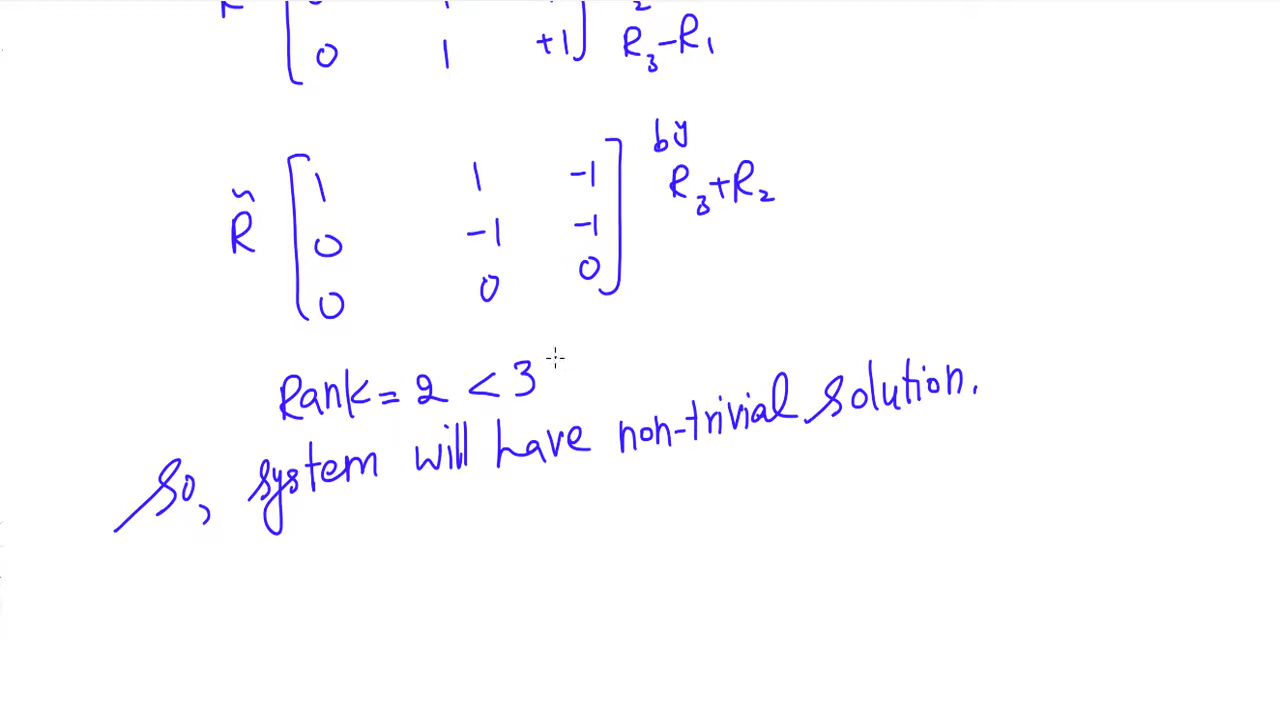 0 1 +1 R₃-R₁
by
R̃ 1 1 -1 R₃+R₂
0 -1 -1
0 0 0
Rank = 2 < 3
So, system will have non-trivial solution.